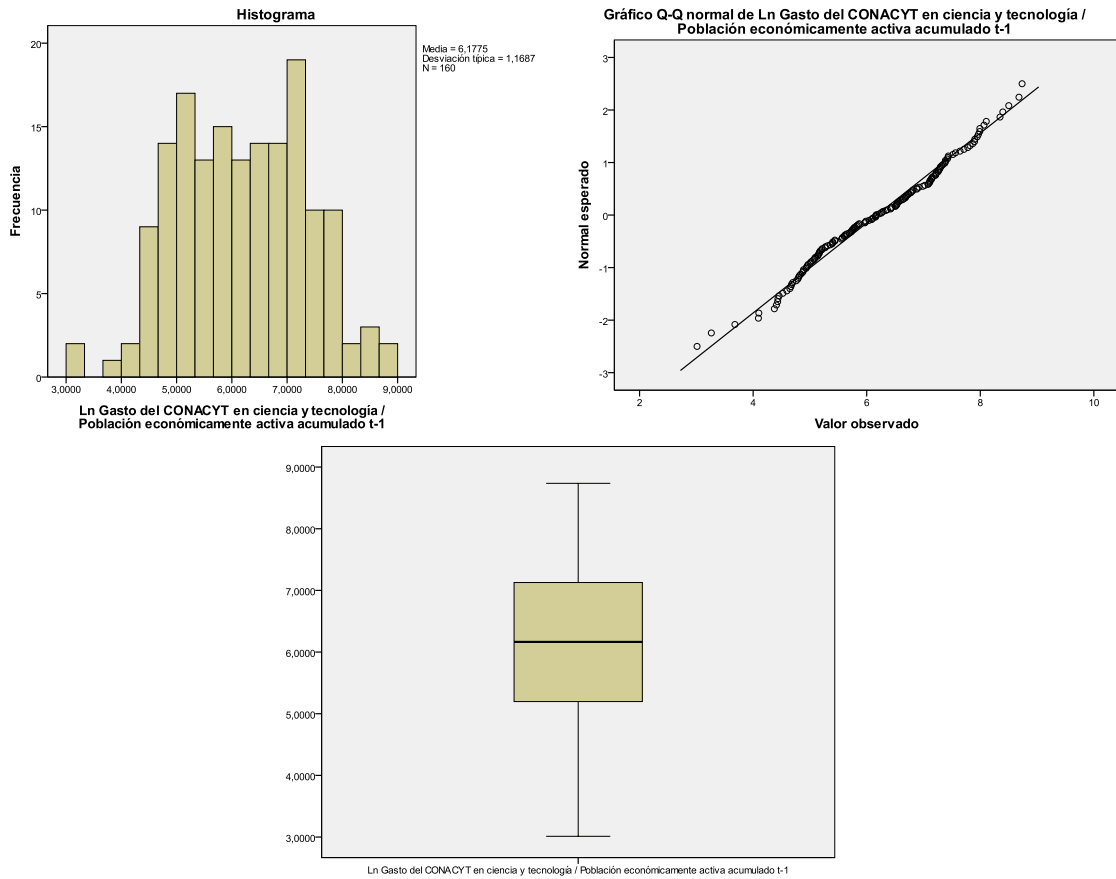 Histograma
Media = 6,1775
Desviación típica = 1,1687
N = 160
Frecuencia
20
15
10
5
0
3,0000 4,0000 5,0000 6,0000 7,0000 8,0000 9,0000
Ln Gasto del CONACYT en ciencia y tecnología /
Población económicamente activa acumulado t-1
Gráfico Q-Q normal de Ln Gasto del CONACYT en ciencia y tecnología /
Población económicamente activa acumulado t-1
Normal esperado
3
2
1
0
-1
-2
-3
2 4 6 8 10
Valor observado
9,0000
8,0000
7,0000
6,0000
5,0000
4,0000
3,0000
Ln Gasto del CONACYT en ciencia y tecnología / Población económicamente activa acumulado t-1